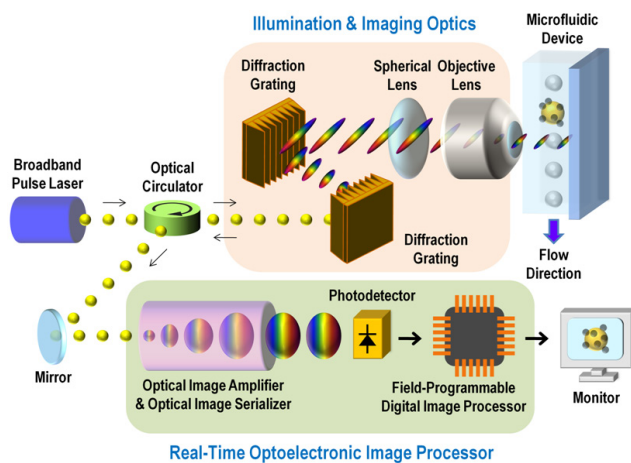 Illumination & Imaging Optics
Microfluidic
Device
Diffraction
Grating
Spherical
Lens
Objective
Lens
Broadband
Pulse Laser
Optical
Circulator
Diffraction
Grating
Flow
Direction
Mirror
Photodetector
Optical Image Amplifier
& Optical Image Serializer
Field-Programmable
Digital Image Processor
Monitor
Real-Time Optoelectronic Image Processor